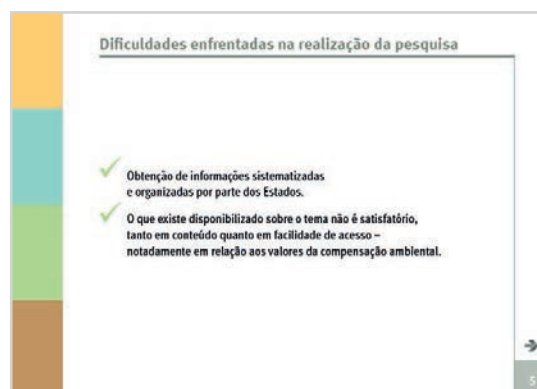 Dificuldades enfrentadas na realização da pesquisa
Obtenção de informações sistematizadas
e organizadas por parte dos Estados.
O que existe disponibilizado sobre o tema não é satisfatório,
tanto em conteúdo quanto em facilidade de acesso –
notadamente em relação aos valores da compensação ambiental.
5